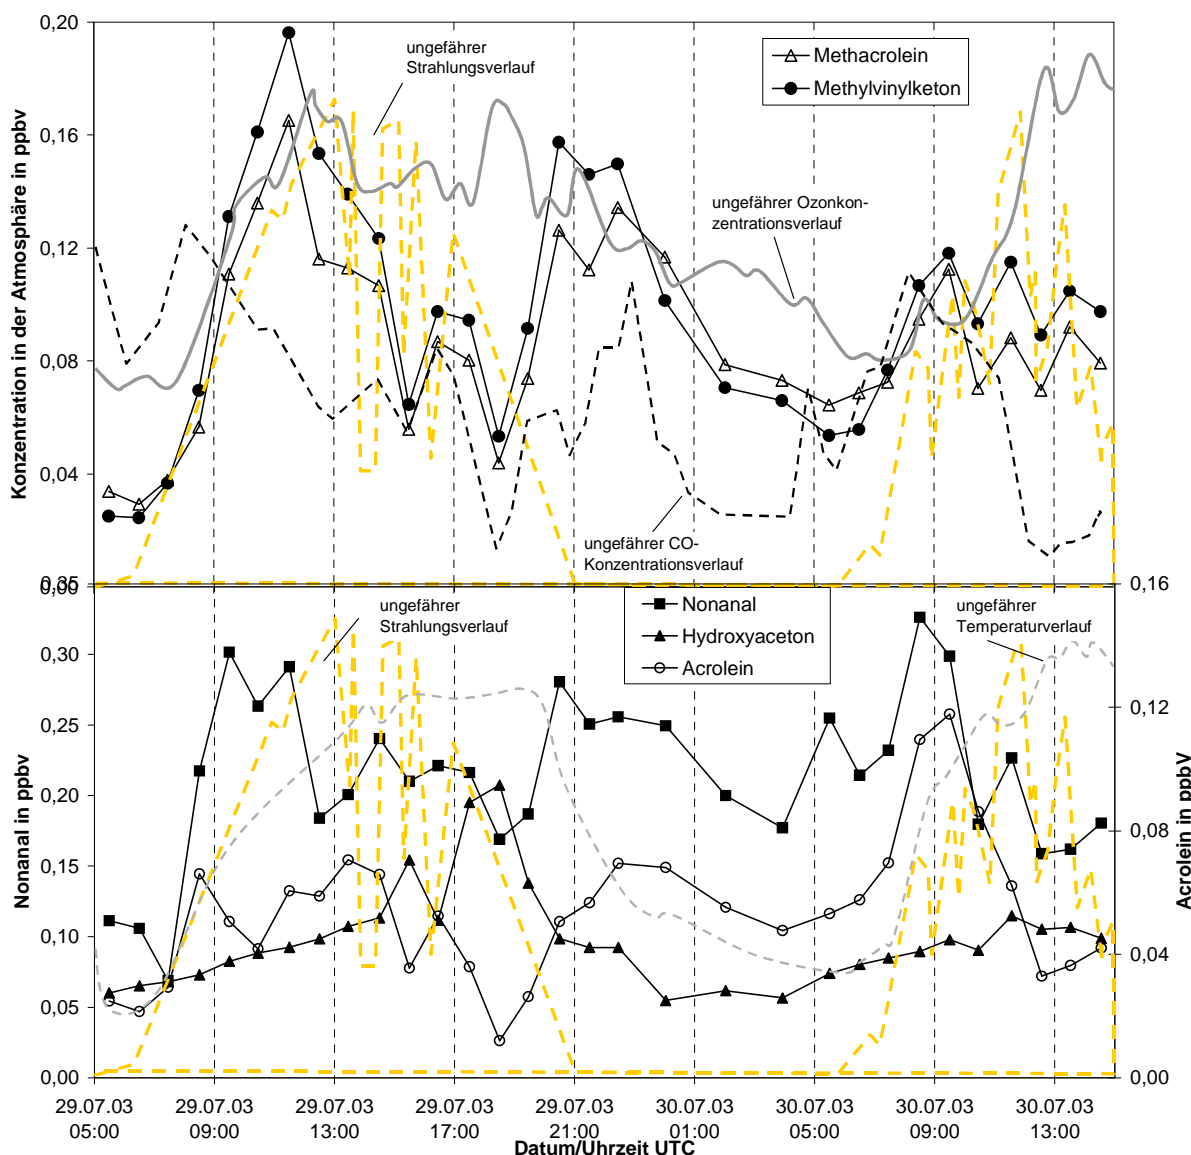 0,20
0,16
0,12
0,08
0,04
0,00
Konzentration in der Atmosphäre in ppbv
ungefährer
Strahlungsverlauf
Methacrolein
Methylvinylketon
ungefährer Ozonkon-
zentrationsverlauf
ungefährer CO-
Konzentrationsverlauf
0,35
0,30
0,25
0,20
0,15
0,10
0,05
0,00
Nonanal in ppbv
ungefährer
Strahlungsverlauf
Nonanal
Hydroxyaceton
Acrolein
ungefährer
Temperaturverlauf
0,16
0,12
0,08
0,04
0,00
Acrolein in ppbV
29.07.03 29.07.03 29.07.03 29.07.03 29.07.03 30.07.03 30.07.03 30.07.03 30.07.03
05:00 09:00 13:00 17:00 21:00 01:00 05:00 09:00 13:00
Datum/Uhrzeit UTC